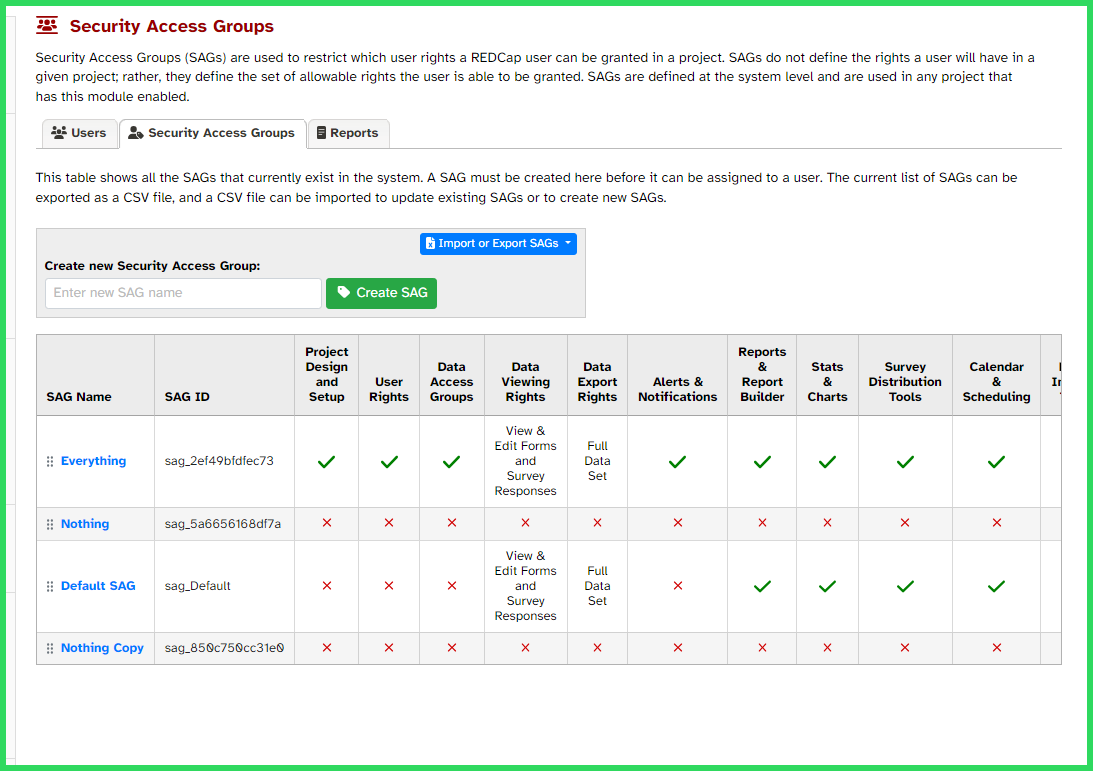 Security Access Groups
Security Access Groups (SAGs) are used to restrict which user rights a REDCap user can be granted in a project. SAGs do not define the rights a user will have in a
given project; rather, they define the set of allowable rights the user is able to be granted. SAGs are defined at the system level and are used in any project that
has this module enabled.
Users
Security Access Groups
Reports
This table shows all the SAGs that currently exist in the system. A SAG must be created here before it can be assigned to a user. The current list of SAGs can be
exported as a CSV file, and a CSV file can be imported to update existing SAGs or to create new SAGs.
Import or Export SAGs
Create new Security Access Group:
Enter new SAG name
Create SAG
SAG Name
SAG ID
Project
Design
and
Setup
User
Rights
Data
Access
Groups
Data
Viewing
Rights
Data
Export
Rights
Alerts &
Notifications
Reports
&
Report
Builder
Stats
&
Charts
Survey
Distribution
Tools
Calendar
&
Scheduling
Everything
sag_2ef49bfdfec73
View &
Edit Forms
and
Survey
Responses
Full
Data
Set
Nothing
sag_5a6656168df7a
Default SAG
sag_Default
View &
Edit Forms
and
Survey
Responses
Full
Data
Set
Nothing Copy
sag_850c750cc31e0